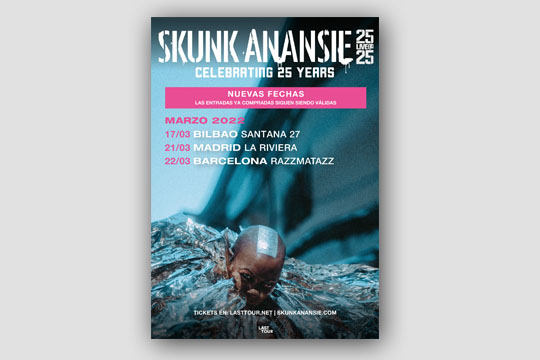 SKUNK ANANSIE 25 LIVE@ 25
CELEBRATING 25 YEARS
NUEVAS FECHAS
LAS ENTRADAS YA COMPRADAS SIGUEN SIENDO VÁLIDAS
MARZO 2022
17/03 BILBAO SANTANA 27
21/03 MADRID LA RIVIERA
22/03 BARCELONA RAZZMATAZZ
TICKETS EN: LASTTOUR.NET | SKUNKANANSIE.COM
LAST
TOUR